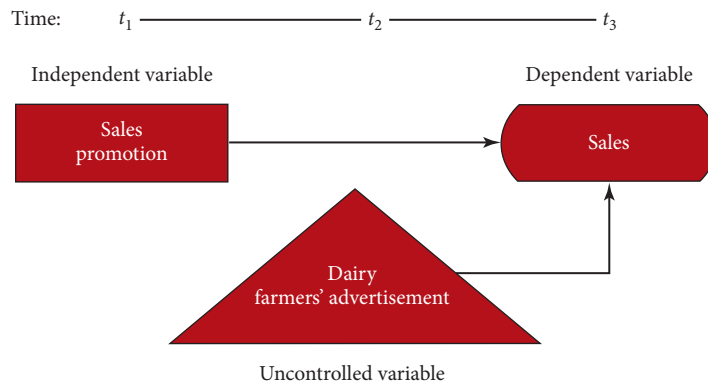 Time: t1 t2 t3
Independent variable Dependent variable
Sales
promotion
Sales
Dairy
farmers' advertisement
Uncontrolled variable